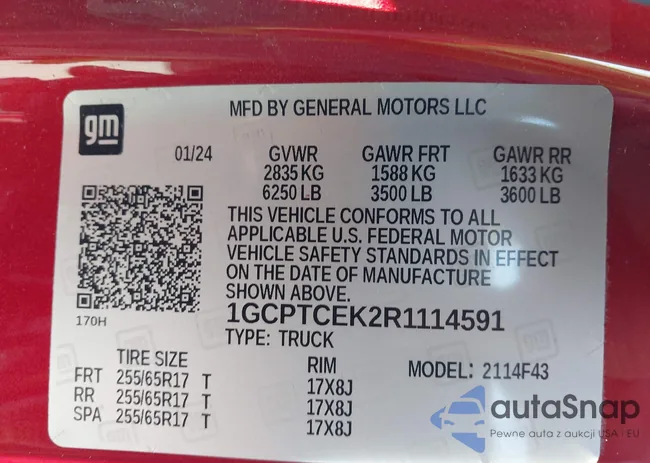 gm
MFD BY GENERAL MOTORS LLC
01/24
GVWR GAWR FRT GAWR RR
2835 KG 1588 KG 1633 KG
6250 LB 3500 LB 3600 LB
THIS VEHICLE CONFORMS TO ALL
APPLICABLE U.S. FEDERAL MOTOR
VEHICLE SAFETY STANDARDS IN EFFECT
ON THE DATE OF MANUFACTURE
SHOWN ABOVE.
170H
1GCPTCEK2R1114591
TYPE: TRUCK
TIRE SIZE RIM MODEL: 2114F43
FRT 255/65R17 T 17X8J
RR 255/65R17 T 17X8J
SPA 255/65R17 T 17X8J
autaSnap
Pewne auta z aukcji USA i EU